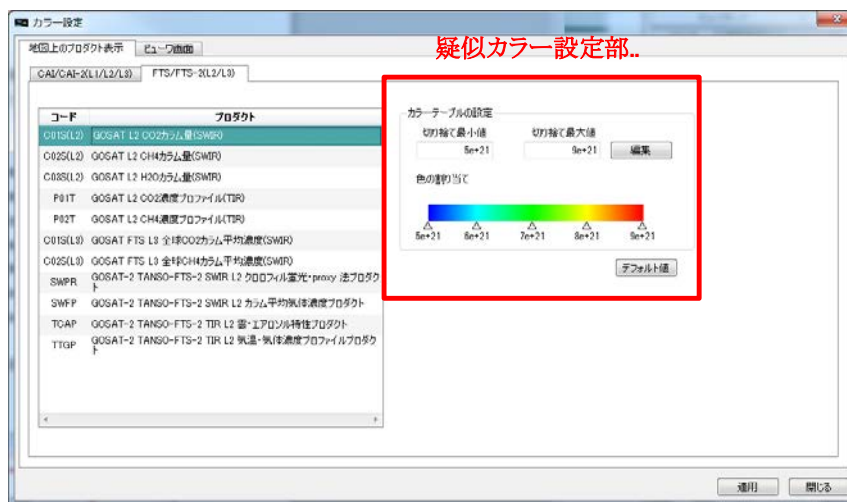 カラー設定
地図上のプロダクト表示 ビューワ画面
疑似カラー設定部..
CAI/CAI-2(L1/L2/L3) FTS/FTS-2(L2/L3)
コード プロダクト
C01S(L2) GOSAT L2 CO2カラム量(SWIR)
C02S(L2) GOSAT L2 CH4カラム量(SWIR)
C03S(L2) GOSAT L2 H2Oカラム量(SWIR)
P01T GOSAT L2 CO2濃度プロファイル(TIR)
P02T GOSAT L2 CH4濃度プロファイル(TIR)
C01S(L3) GOSAT FTS L3 全球CO2カラム平均濃度(SWIR)
C02S(L3) GOSAT FTS L3 全球CH4カラム平均濃度(SWIR)
SWPR GOSAT-2 TANSO-FTS-2 SWIR L2 クロロフィル蛍光・proxy 法プロダク
ト
SWFP GOSAT-2 TANSO-FTS-2 SWIR L2 カラム平均気体濃度プロダクト
TCAP GOSAT-2 TANSO-FTS-2 TIR L2 雲・エアロゾル特性プロダクト
TTGP GOSAT-2 TANSO-FTS-2 TIR L2 気温・気体濃度プロファイルプロダク
ト
カラーテーブルの設定
切り捨て最小値 切り捨て最大値
5e+21 9e+21 編集
色の割り当て
5e+21 6e+21 7e+21 8e+21 9e+21
デフォルト値
適用 閉じる